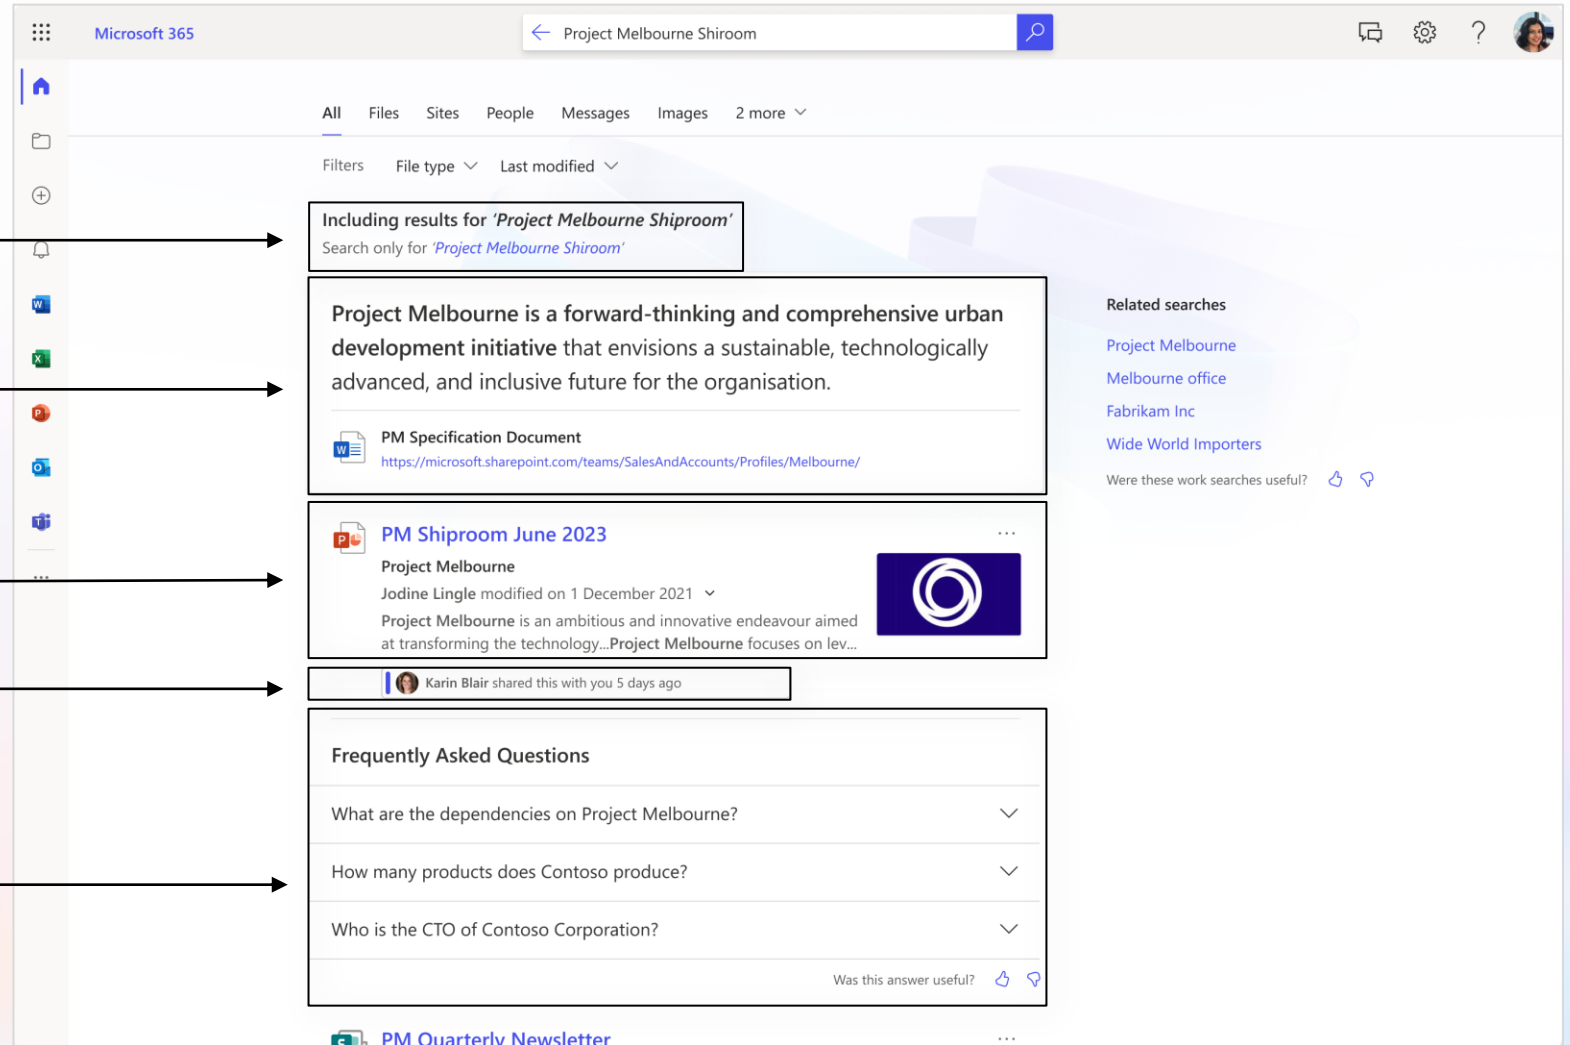 Microsoft 365
Project Melbourne Shiroom
All Files Sites People Messages Images 2 more
Filters File type Last modified
Including results for ‘Project Melbourne Shiproom’
Search only for ‘Project Melbourne Shiroom’
Project Melbourne is a forward-thinking and comprehensive urban
development initiative that envisions a sustainable, technologically
advanced, and inclusive future for the organisation.
PM Specification Document
https://microsoft.sharepoint.com/teams/SalesAndAccounts/Profiles/Melbourne/
PM Shiproom June 2023
Project Melbourne
Jodine Lingle modified on 1 December 2021
Project Melbourne is an ambitious and innovative endeavour aimed
at transforming the technology...Project Melbourne focuses on lev...
Karin Blair shared this with you 5 days ago
Frequently Asked Questions
What are the dependencies on Project Melbourne?
How many products does Contoso produce?
Who is the CTO of Contoso Corporation?
Was this answer useful?
PM Quarterly Newsletter
Related searches
Project Melbourne
Melbourne office
Fabrikam Inc
Wide World Importers
Were these work searches useful?